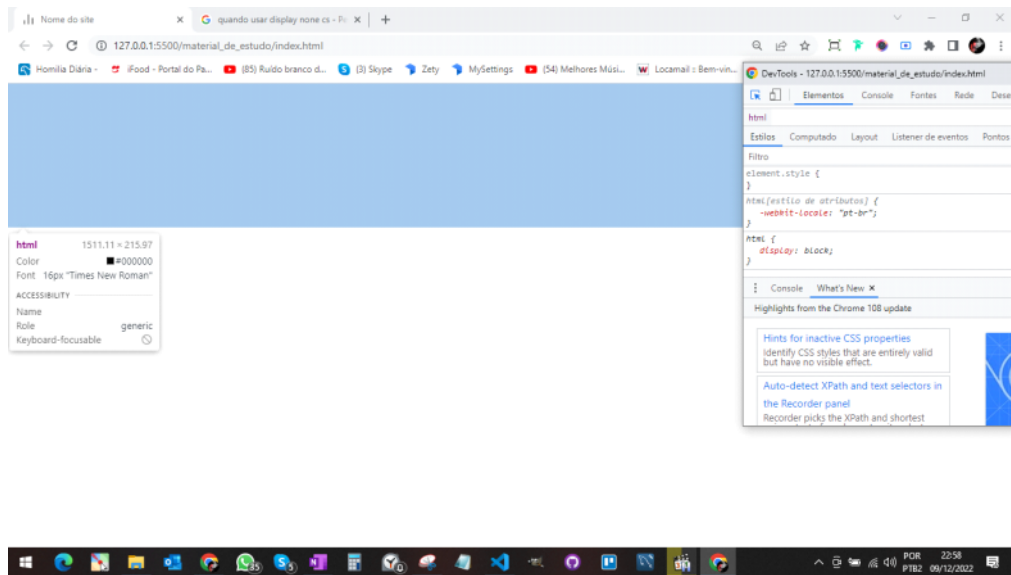 Nome do site
quando usar display none cs - Pe
127.0.0.1:5500/material_de_estudo/index.html
Homilia Diária - iFood - Portal do Pa... (85) Ruído branco d... (3) Skype Zety MySettings (54) Melhores Músi... Locamail :: Bem-vin...
DevTools - 127.0.0.1:5500/material_de_estudo/index.html
Elementos Console Fontes Rede Dese
html
Estilos Computado Layout Listener de eventos Pontos
Filtro
element.style {
}
html[estilo de atributos] {
-webkit-locale: "pt-br";
}
html {
display: block;
}
html 1511.11 × 215.97
Color #000000
Font 16px "Times New Roman"
ACCESSIBILITY
Name
Role generic
Keyboard-focusable
Console What's New
Highlights from the Chrome 108 update
Hints for inactive CSS properties
Identify CSS styles that are entirely valid
but have no visible effect.
Auto-detect XPath and text selectors in
the Recorder panel
Recorder picks the XPath and shortest
POR 22:58
PTB2 09/12/2022